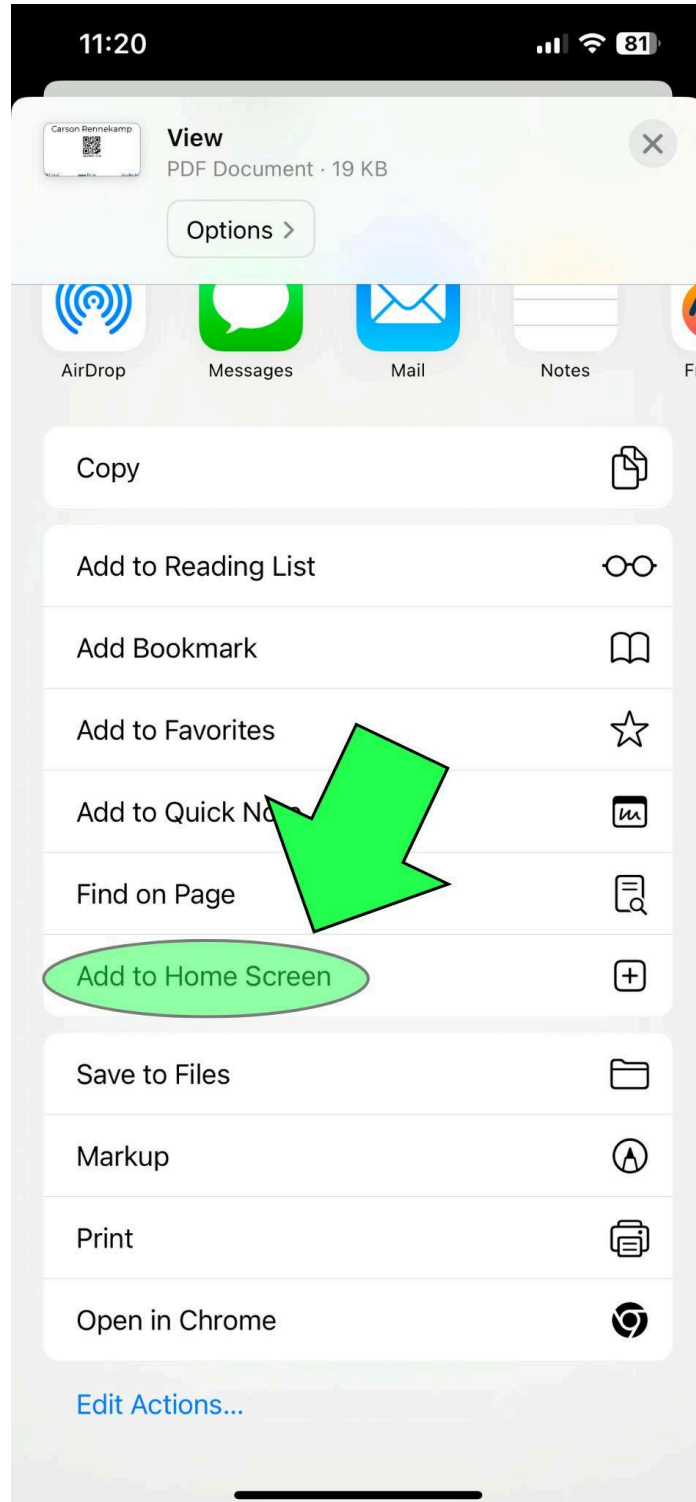 11:20
81
Carson Rennekamp
View
PDF Document · 19 KB
Options
AirDrop
Messages
Mail
Notes
Copy
Add to Reading List
Add Bookmark
Add to Favorites
Add to Quick
Find on Page
Add to Home Screen
Save to Files
Markup
Print
Open in Chrome
Edit Actions...